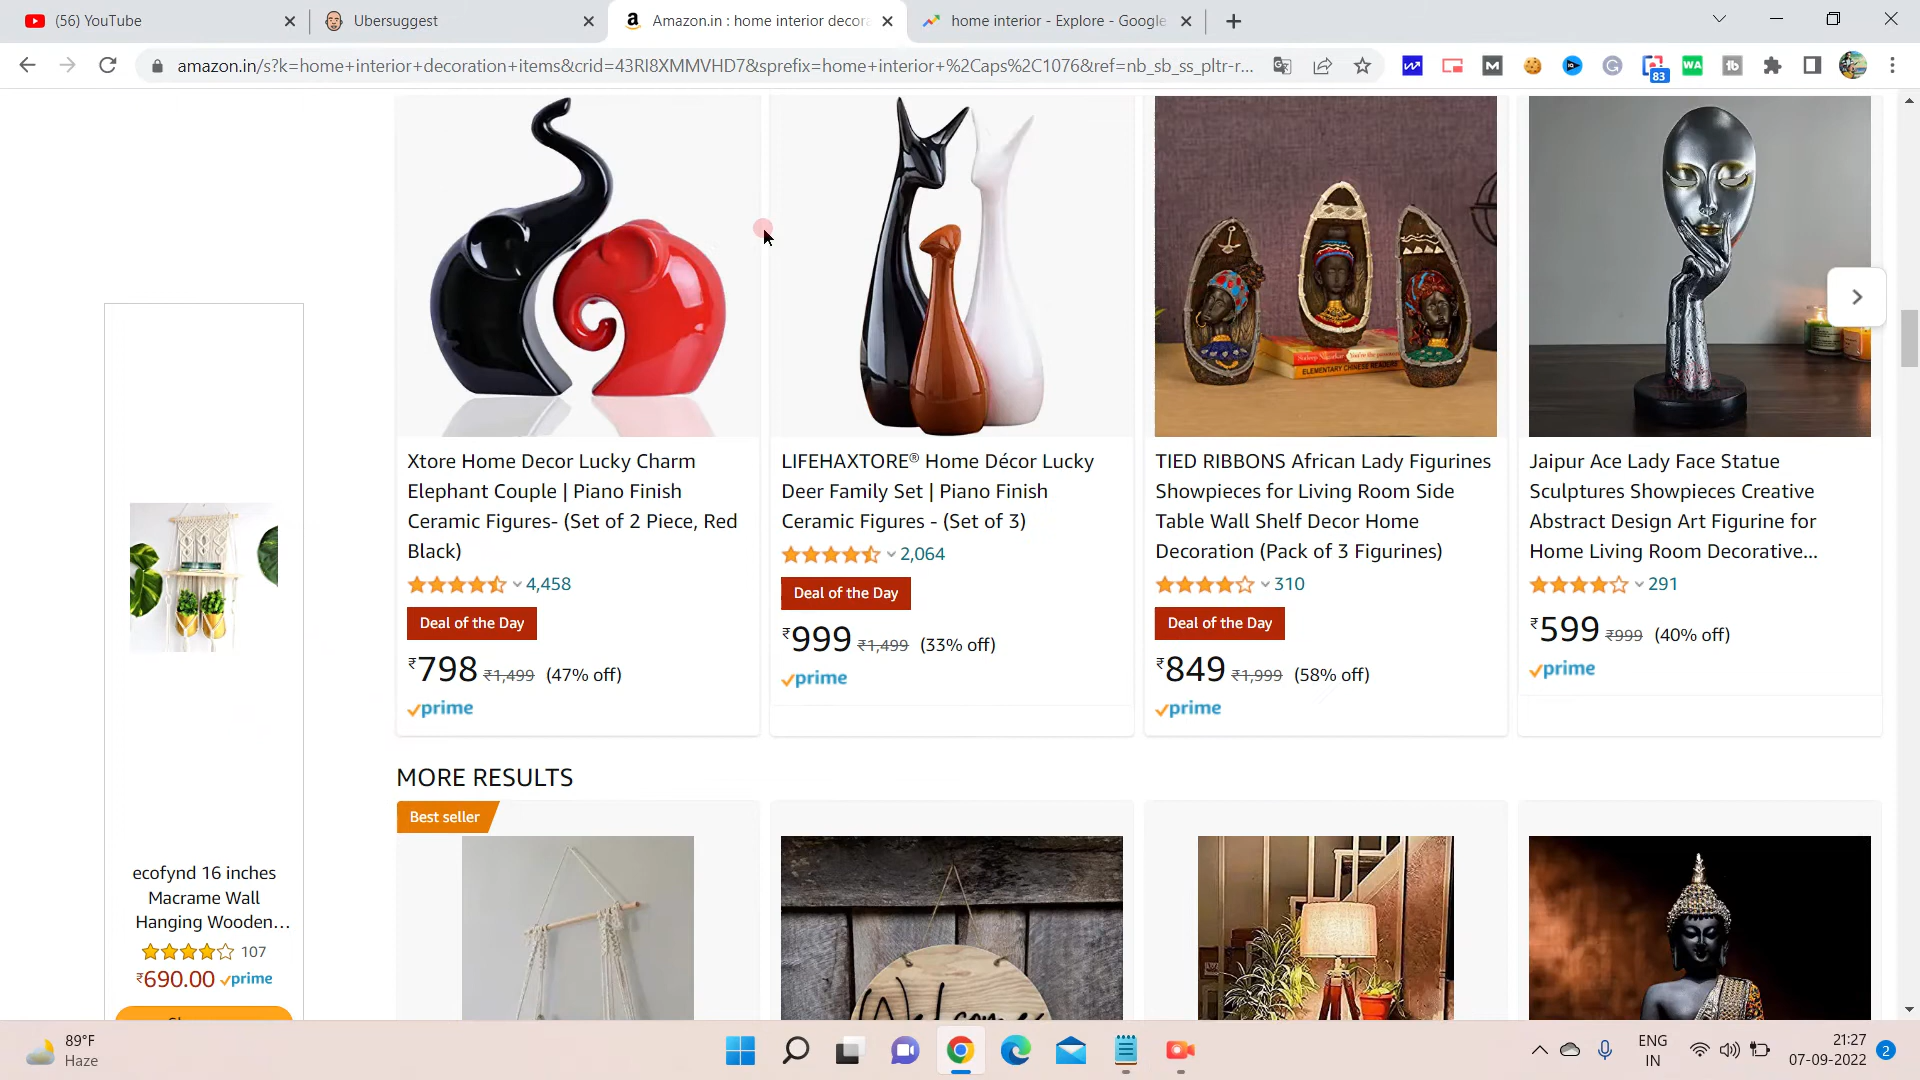 (56) YouTube
Ubersuggest
Amazon.in : home interior decora
home interior - Explore - Google
amazon.in/s?k=home+interior+decoration+items&crid=43RI8XMMVHD7&sprefix=home+interior+%2Caps%2C1076&ref=nb_sb_ss_pltr-r...
83
WA
Xtore Home Decor Lucky Charm
Elephant Couple | Piano Finish
Ceramic Figures- (Set of 2 Piece, Red
Black)
4,458
Deal of the Day
₹798 ₹1,499 (47% off)
prime
LIFEHAXTORE® Home Décor Lucky
Deer Family Set | Piano Finish
Ceramic Figures - (Set of 3)
2,064
Deal of the Day
₹999 ₹1,499 (33% off)
prime
ELEMENTARY CHINESE READERS
TIED RIBBONS African Lady Figurines
Showpieces for Living Room Side
Table Wall Shelf Decor Home
Decoration (Pack of 3 Figurines)
310
Deal of the Day
₹849 ₹1,999 (58% off)
prime
Jaipur Ace Lady Face Statue
Sculptures Showpieces Creative
Abstract Design Art Figurine for
Home Living Room Decorative...
291
₹599 ₹999 (40% off)
prime
ecofynd 16 inches
Macrame Wall
Hanging Wooden...
107
₹690.00 prime
MORE RESULTS
Best seller
Welcome
89°F
Haze
ENG
IN
21:27
07-09-2022
2